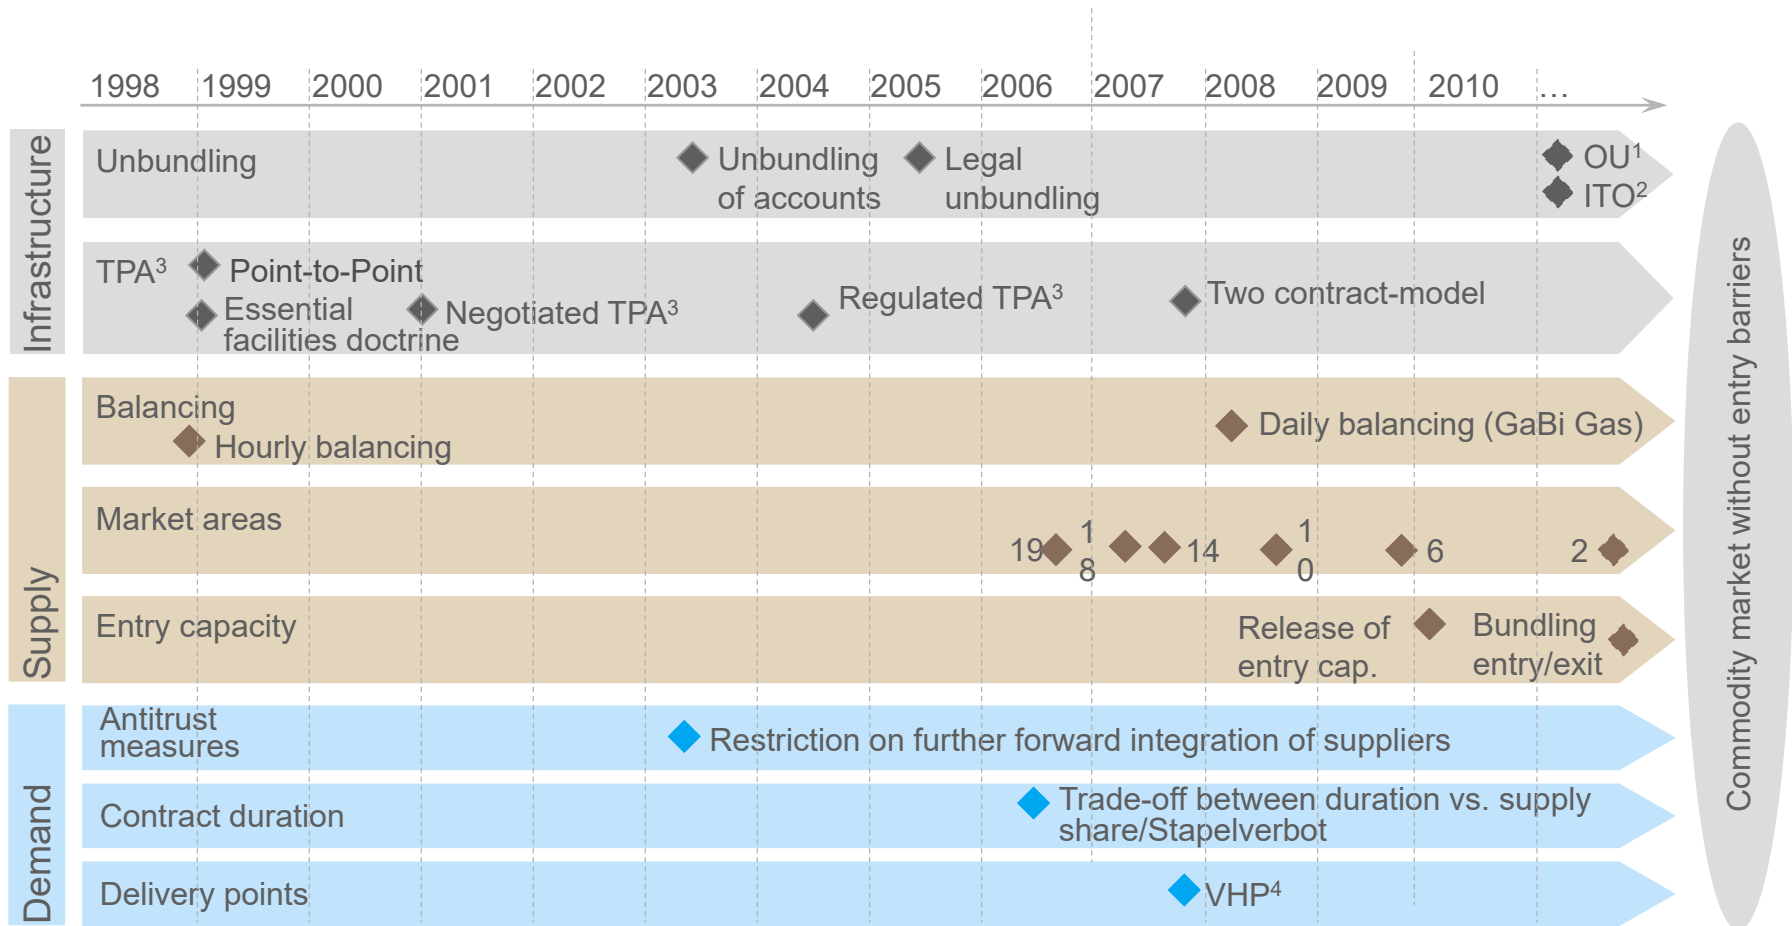 1998 1999 2000 2001 2002 2003 2004 2005 2006 2007 2008 2009 2010 ...
Infrastructure
Unbundling
Unbundling
of accounts
Legal
unbundling
OU¹
ITO²
TPA³
Point-to-Point
Essential
facilities doctrine
Negotiated TPA³
Regulated TPA³
Two contract-model
Supply
Balancing
Hourly balancing
Daily balancing (GaBi Gas)
Market areas
19
1
8
14
1
0
6
2
Entry capacity
Release of
entry cap.
Bundling
entry/exit
Demand
Antitrust
measures
Restriction on further forward integration of suppliers
Contract duration
Trade-off between duration vs. supply
share/Stapelverbot
Delivery points
VHP⁴
Commodity market without entry barriers